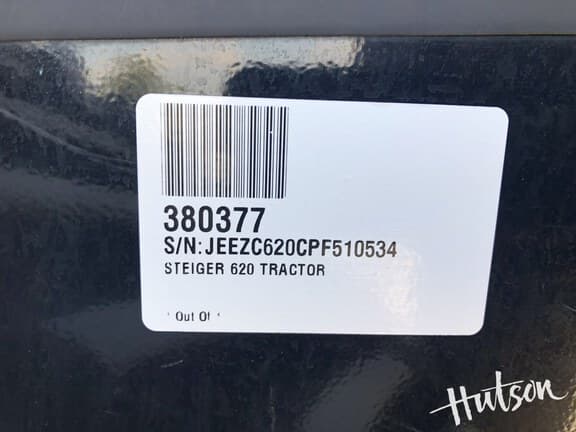 380377
S/N:JEEZC620CPF510534
STEIGER 620 TRACTOR
Out Of
Hutson